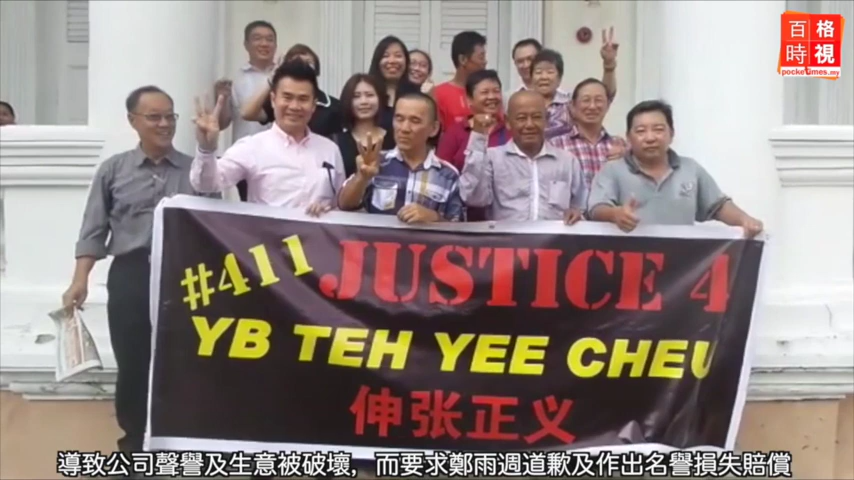 百格
時視
pocketimes.my
#411 JUSTICE 4
YB TEH YEE CHEU
伸张正义
導致公司聲譽及生意被破壞，而要求鄭雨週道歉及作出名譽損失賠償